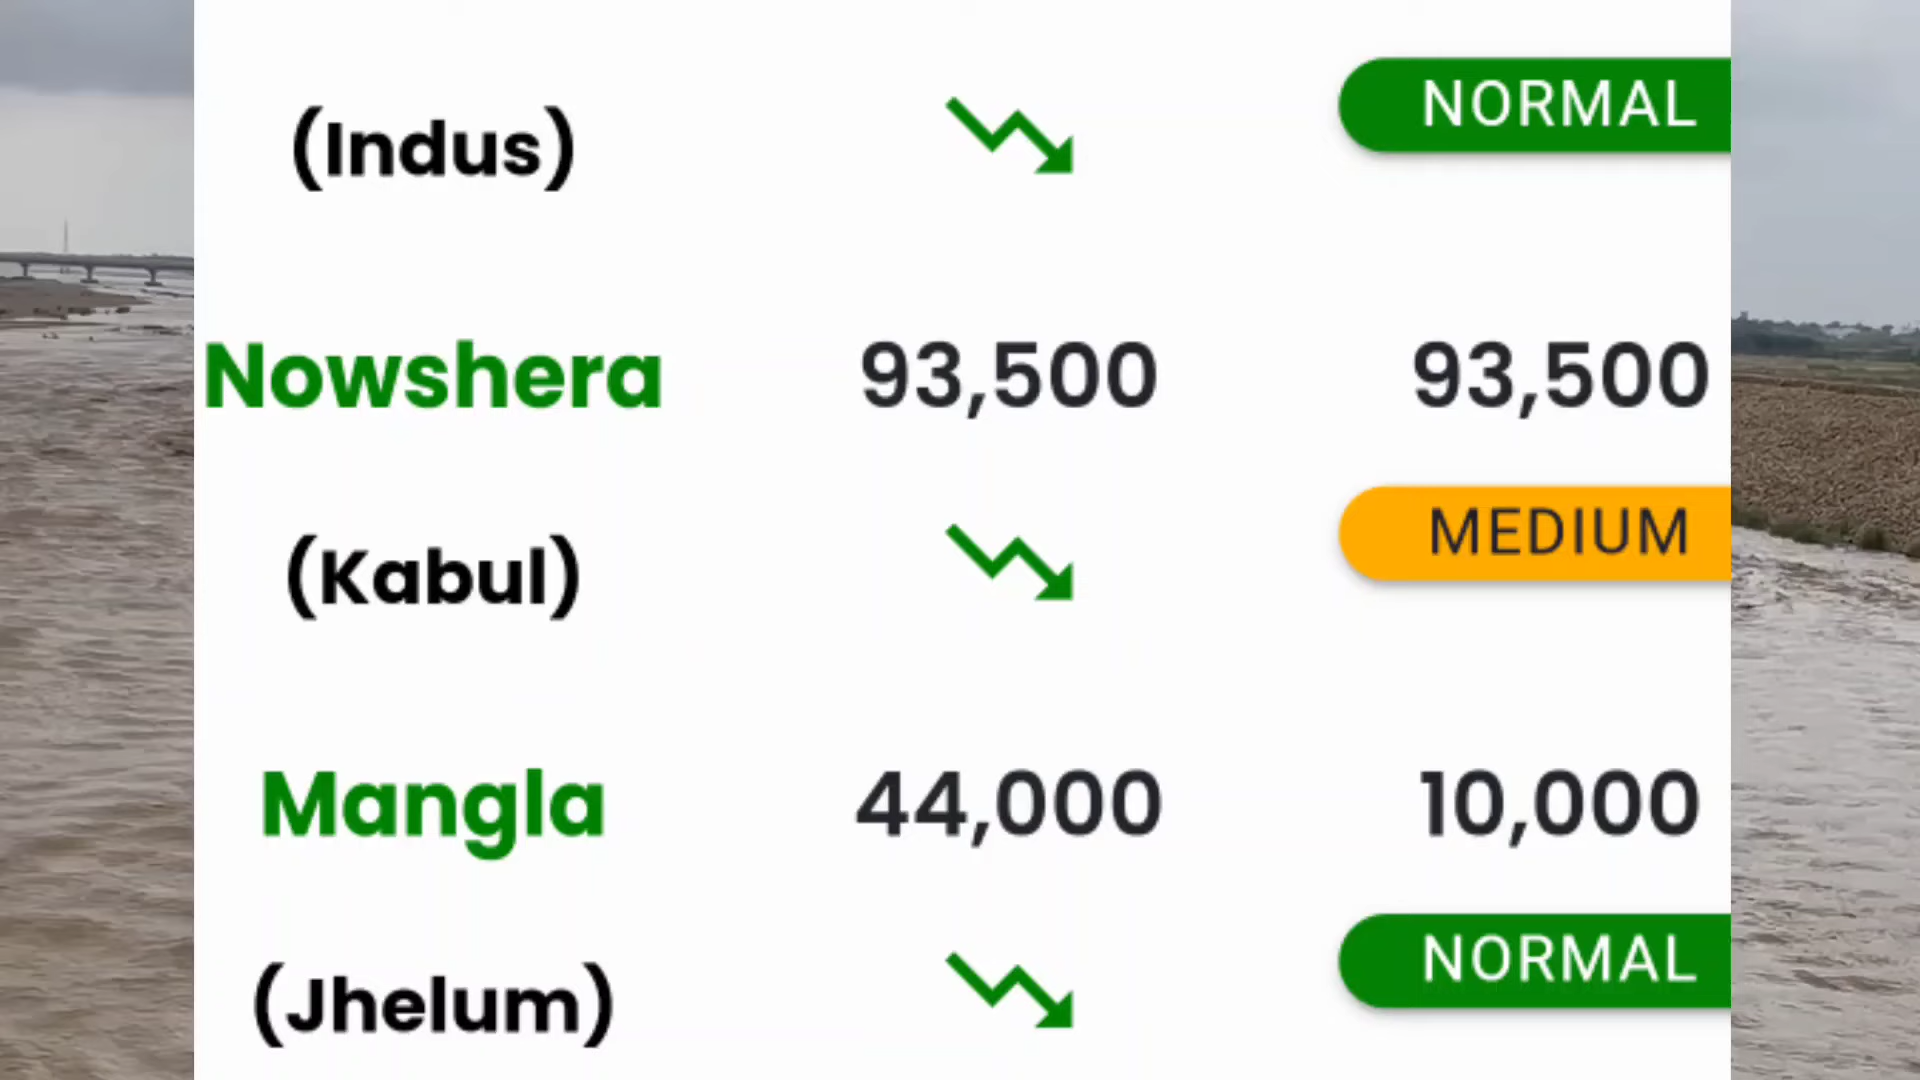 NORMAL
(Indus)
Nowshera 93,500 93,500
MEDIUM
(Kabul)
Mangla 44,000 10,000
NORMAL
(Jhelum)